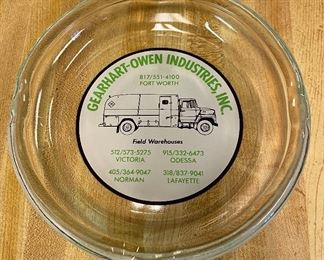 GEARHART-OWEN INDUSTRIES, INC
817/551-4100
FORT WORTH
Field Warehouses
512/573-5275 915/332-6473
VICTORIA ODESSA
405/364-9047 318/837-9041
NORMAN LAFAYETTE